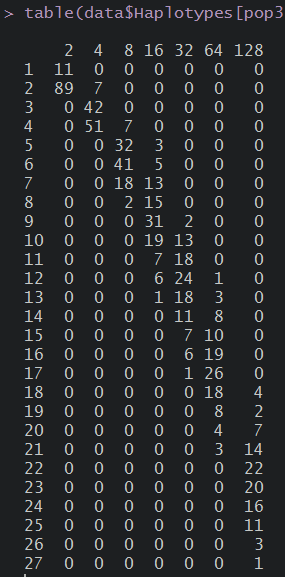 > table(data$Haplotypes[pop3
2 4 8 16 32 64 128
1 11 0 0 0 0 0 0
2 89 7 0 0 0 0 0
3 0 42 0 0 0 0 0
4 0 51 7 0 0 0 0
5 0 0 32 3 0 0 0
6 0 0 41 5 0 0 0
7 0 0 18 13 0 0 0
8 0 0 2 15 0 0 0
9 0 0 0 31 2 0 0
10 0 0 0 19 13 0 0
11 0 0 0 7 18 0 0
12 0 0 0 6 24 1 0
13 0 0 0 1 18 3 0
14 0 0 0 0 11 8 0
15 0 0 0 0 7 10 0
16 0 0 0 0 6 19 0
17 0 0 0 0 1 26 0
18 0 0 0 0 0 18 4
19 0 0 0 0 0 8 2
20 0 0 0 0 0 4 7
21 0 0 0 0 0 3 14
22 0 0 0 0 0 0 22
23 0 0 0 0 0 0 20
24 0 0 0 0 0 0 16
25 0 0 0 0 0 0 11
26 0 0 0 0 0 0 3
27 0 0 0 0 0 0 1